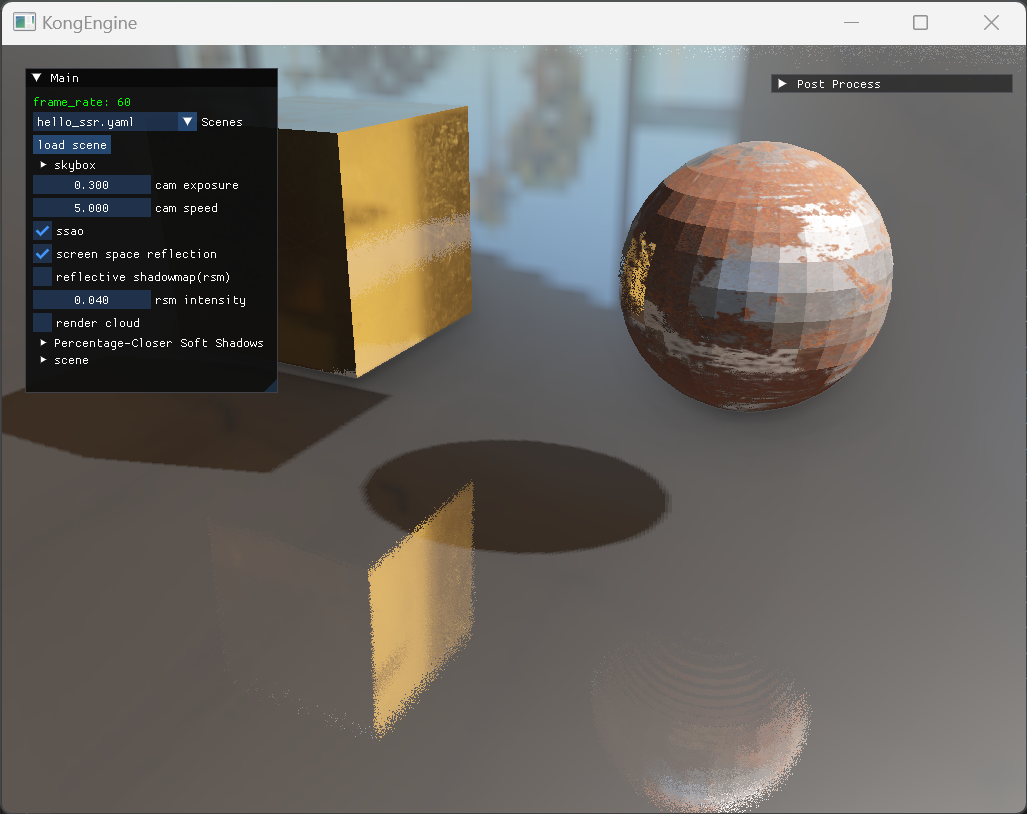 KongEngine
Main
frame_rate: 60
hello_ssr.yaml Scenes
load scene
skybox
0.300 cam exposure
5.000 cam speed
ssao
screen space reflection
reflective shadowmap(rsm)
0.040 rsm intensity
render cloud
Percentage-Closer Soft Shadows
scene
Post Process